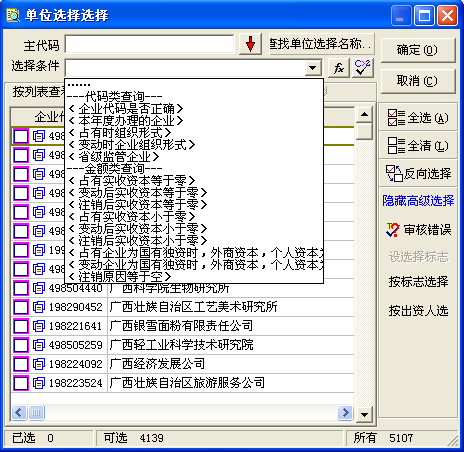 单位选择选择
主代码
查找单位选择名称..
确定(O)
选择条件
fx
取消(C)
按列表查
......
---代码类查询---
<企业代码是否正确>
<本年度办理的企业>
<占有时组织形式>
<变动时企业组织形式>
<省级监管企业>
---金额类查询---
<占有实收资本等于零>
<变动后实收资本等于零>
<注销后实收资本等于零>
<占有实收资本小于零>
<变动后实收资本小于零>
<注销后实收资本小于零>
<占有企业为国有独资时，外商资本，个人资本
<变动企业为国有独资时，外商资本，个人资本
<注销原因等于空>
企业
498504440 广西科学院生物研究所
198290452 广西壮族自治区工艺美术研究所
198221641 广西银雪面粉有限责任公司
498505259 广西轻工业科学技术研究院
198224092 广西经济发展公司
198223524 广西壮族自治区旅游服务公司
全选(A)
全清(L)
反向选择
隐藏高级选择
审核错误
设选择标志
按标志选择
按出资人选
已选 0
可选 4139
所有 5107